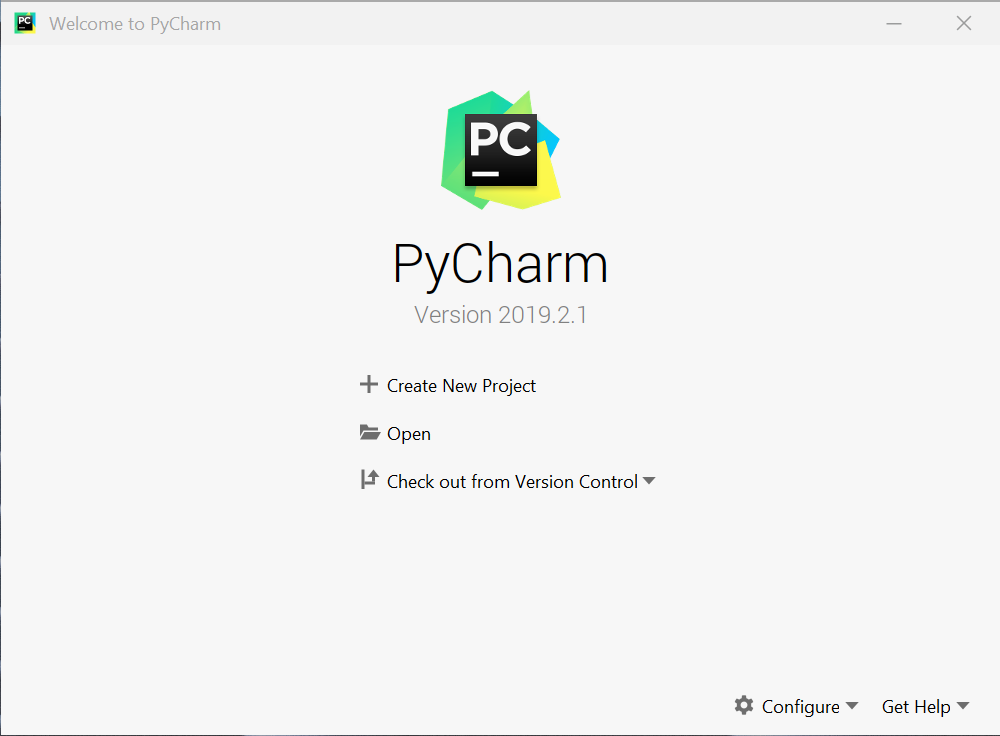 PC
Welcome to PyCharm
PC
PyCharm
Version 2019.2.1
Create New Project
Open
Check out from Version Control
Configure
Get Help